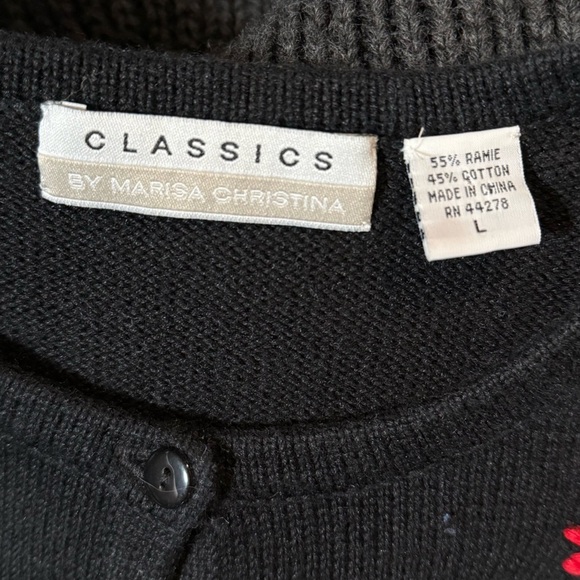 CLASSICS
BY MARISA CHRISTINA
55% RAMIE
45% COTTON
MADE IN CHINA
RN 44278
L